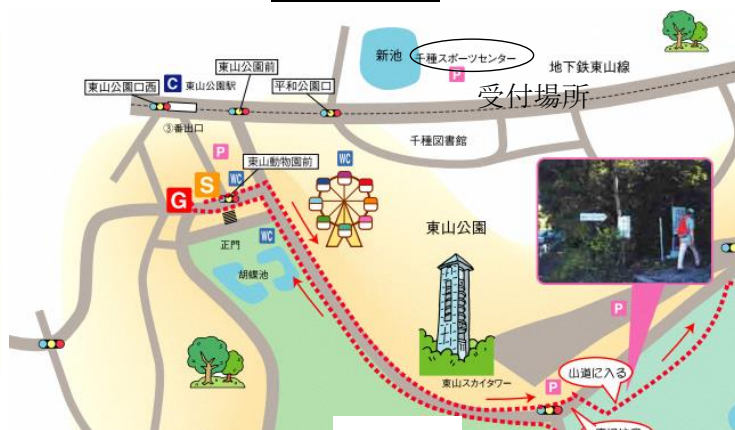 新池
千種スポーツセンター
P
地下鉄東山線
受付場所
東山公園前
東山公園口西
C
東山公園駅
平和公園口
③番出口
千種図書館
P
東山動物園前
WC
WC
S
G
WC
正門
胡蝶池
東山公園
P
P
東山スカイタワー
山道に入る